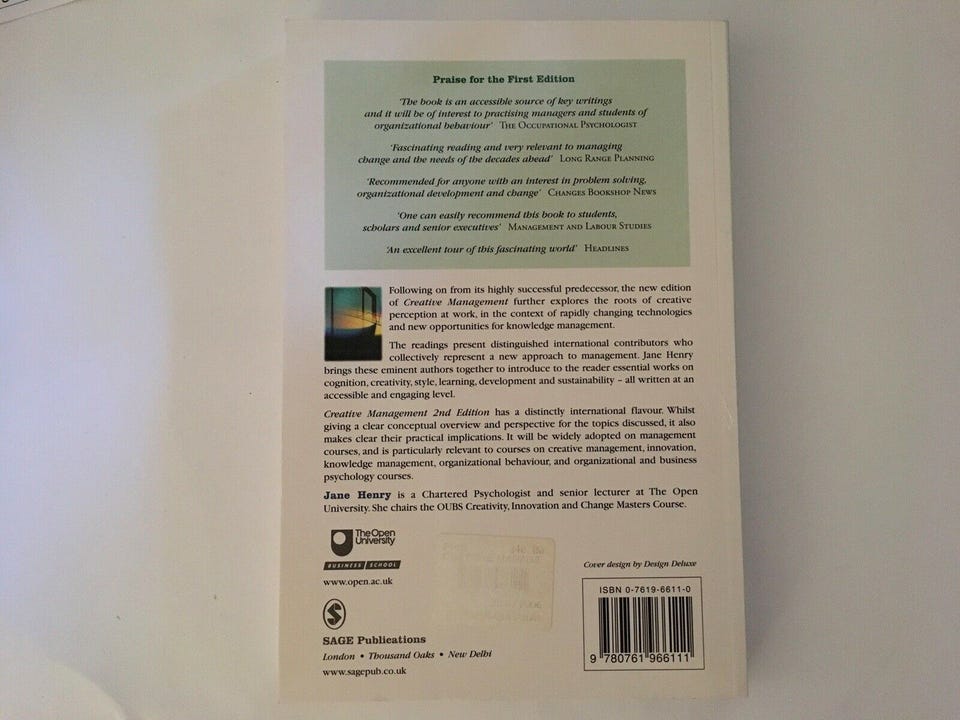 Praise for the First Edition
'The book is an accessible source of key writings
and it will be of interest to practising managers and students of
organizational behaviour' THE OCCUPATIONAL PSYCHOLOGIST
'Fascinating reading and very relevant to managing
change and the needs of the decades ahead' LONG RANGE PLANNING
'Recommended for anyone with an interest in problem solving,
organizational development and change' CHANGES BOOKSHOP NEWS
'One can easily recommend this book to students,
scholars and senior executives' MANAGEMENT AND LABOUR STUDIES
'An excellent tour of this fascinating world' HEADLINES
Following on from its highly successful predecessor, the new edition
of Creative Management further explores the roots of creative
perception at work, in the context of rapidly changing technologies
and new opportunities for knowledge management.
The readings present distinguished international contributors who
collectively represent a new approach to management. Jane Henry
brings these eminent authors together to introduce to the reader essential works on
cognition, creativity, style, learning, development and sustainability – all written at an
accessible and engaging level.
Creative Management 2nd Edition has a distinctly international flavour. Whilst
giving a clear conceptual overview and perspective for the topics discussed, it also
makes clear their practical implications. It will be widely adopted on management
courses, and is particularly relevant to courses on creative management, innovation,
knowledge management, organizational behaviour, and organizational and business
psychology courses.
Jane Henry is a Chartered Psychologist and senior lecturer at The Open
University. She chairs the OUBS Creativity, Innovation and Change Masters Course.
The Open
University
BUSINESS SCHOOL
www.open.ac.uk
Cover design by Design Deluxe
S
SAGE Publications
London • Thousand Oaks • New Delhi
www.sagepub.co.uk
ISBN 0-7619-6611-0
9 780761 966111